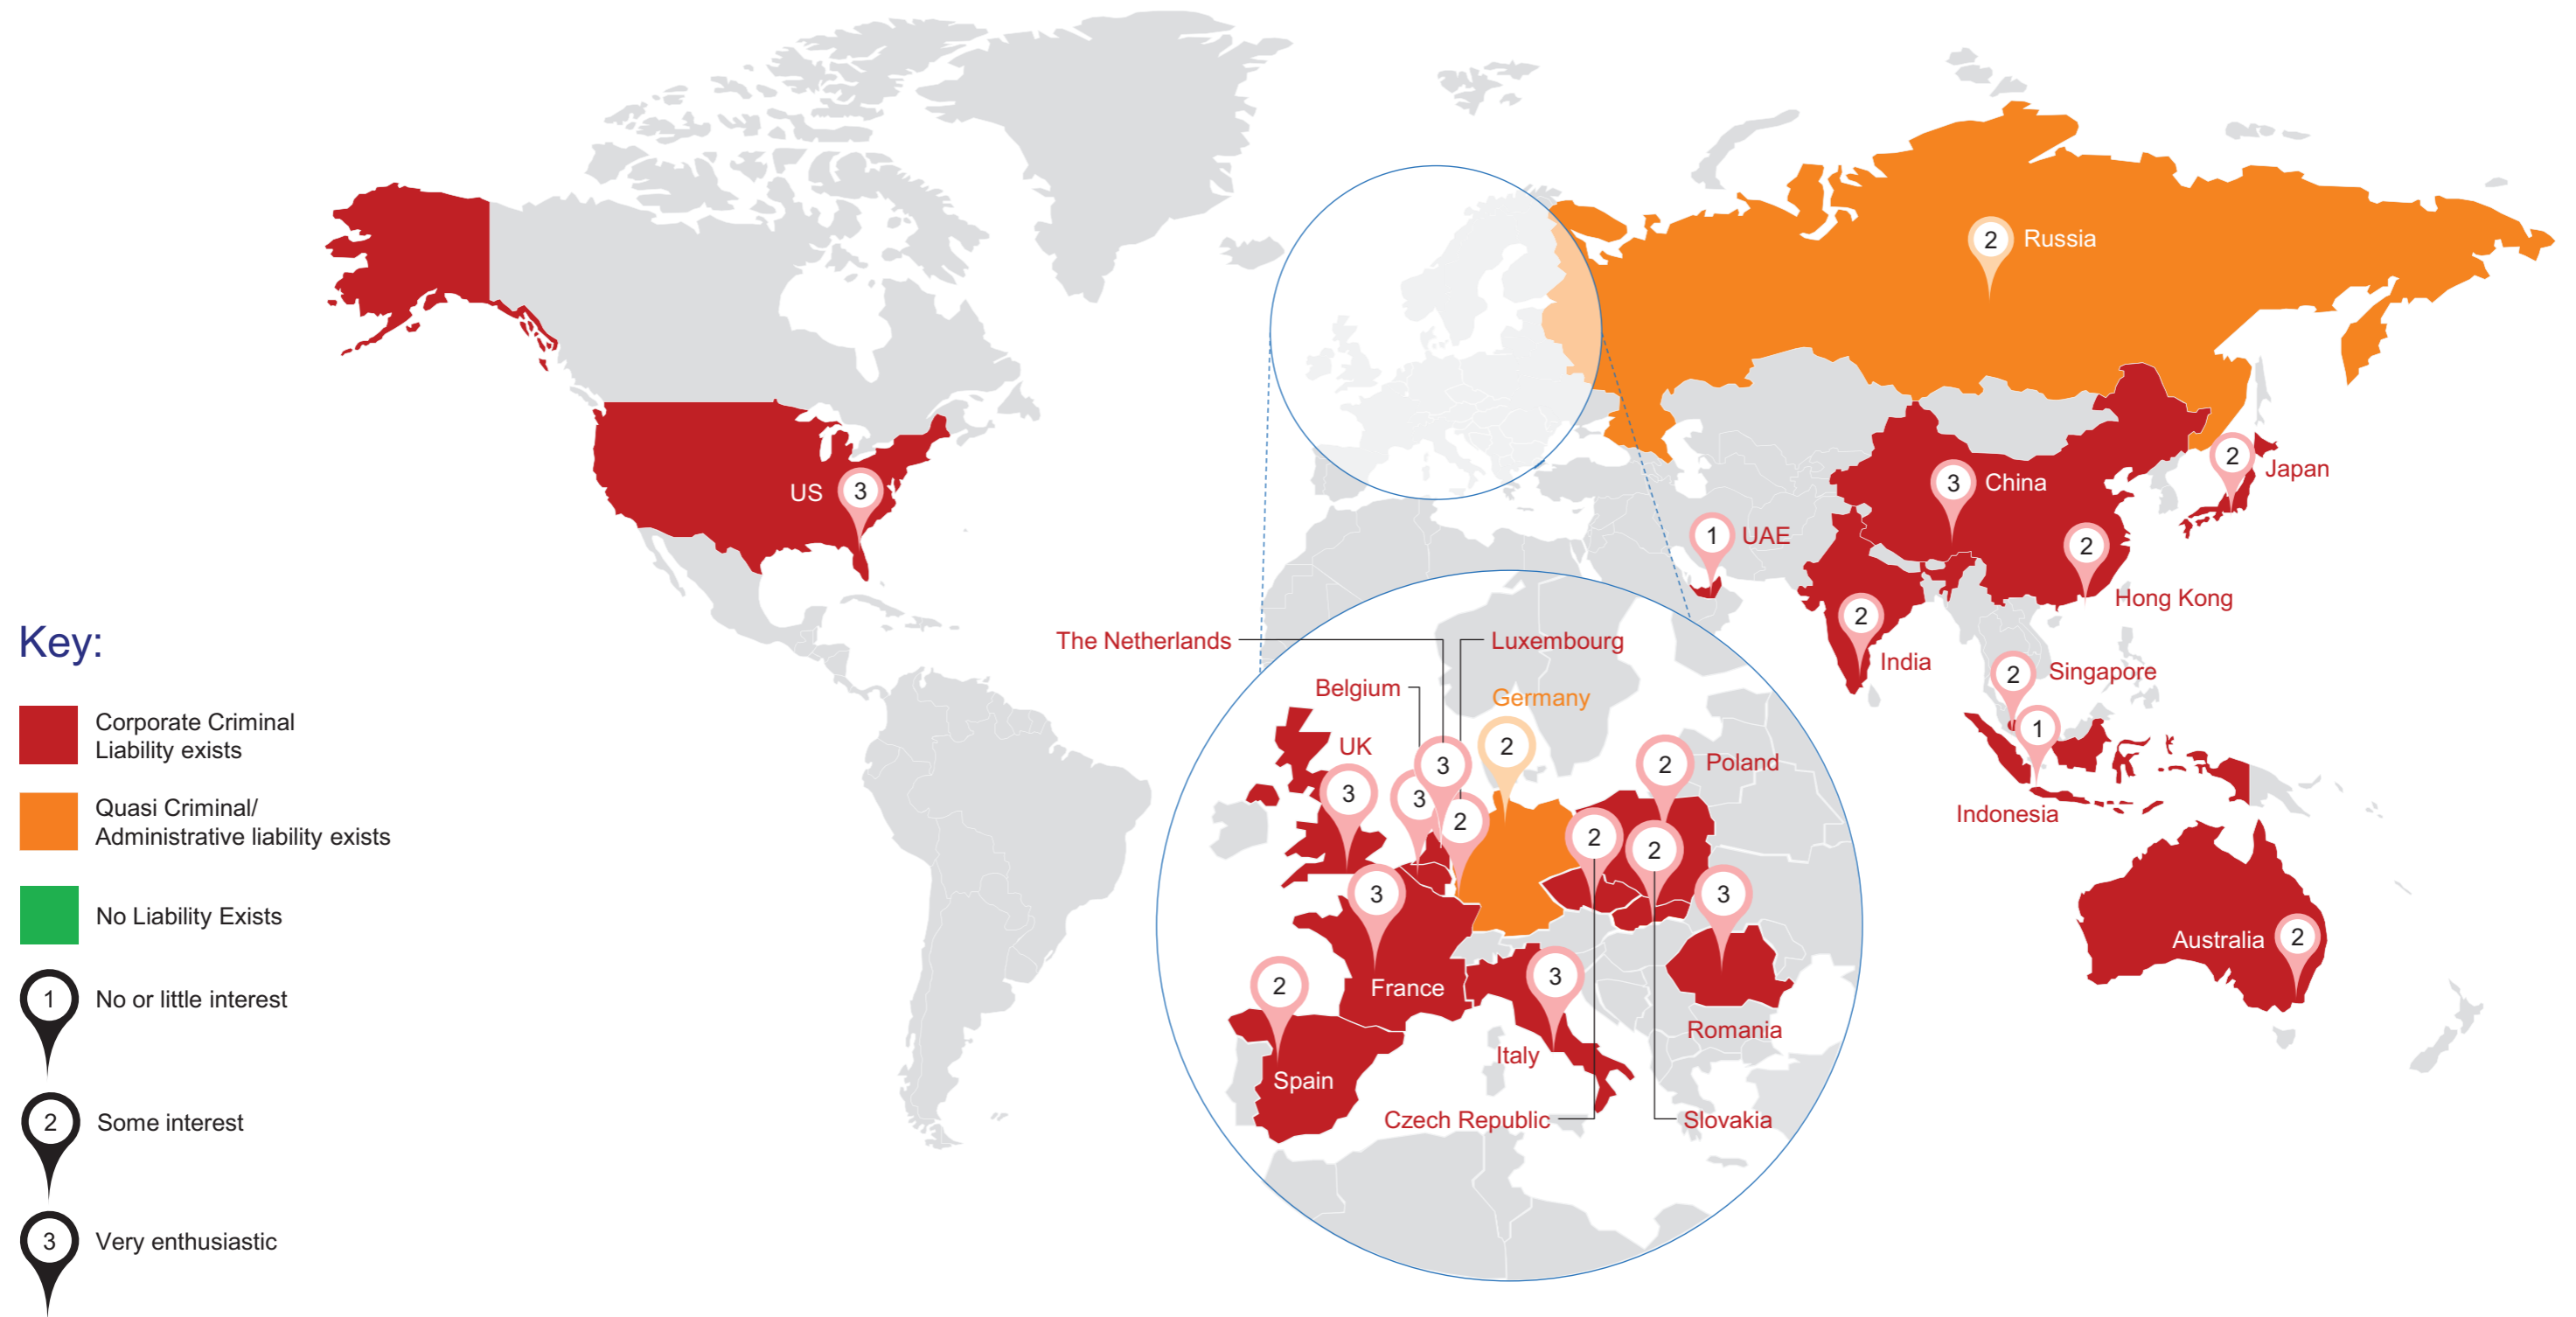 2
Russia
2
Japan
US
3
3
China
1
UAE
2
Hong Kong
2
India
Key:
The Netherlands
Luxembourg
2
Singapore
Belgium
Germany
Corporate Criminal
Liability exists
1
UK
2
3
2
Poland
3
3
Quasi Criminal/
Administrative liability exists
Indonesia
2
2
2
3
3
No Liability Exists
Australia
2
3
2
France
1
No or little interest
Romania
Italy
Spain
2
Some interest
Czech Republic
Slovakia
3
Very enthusiastic